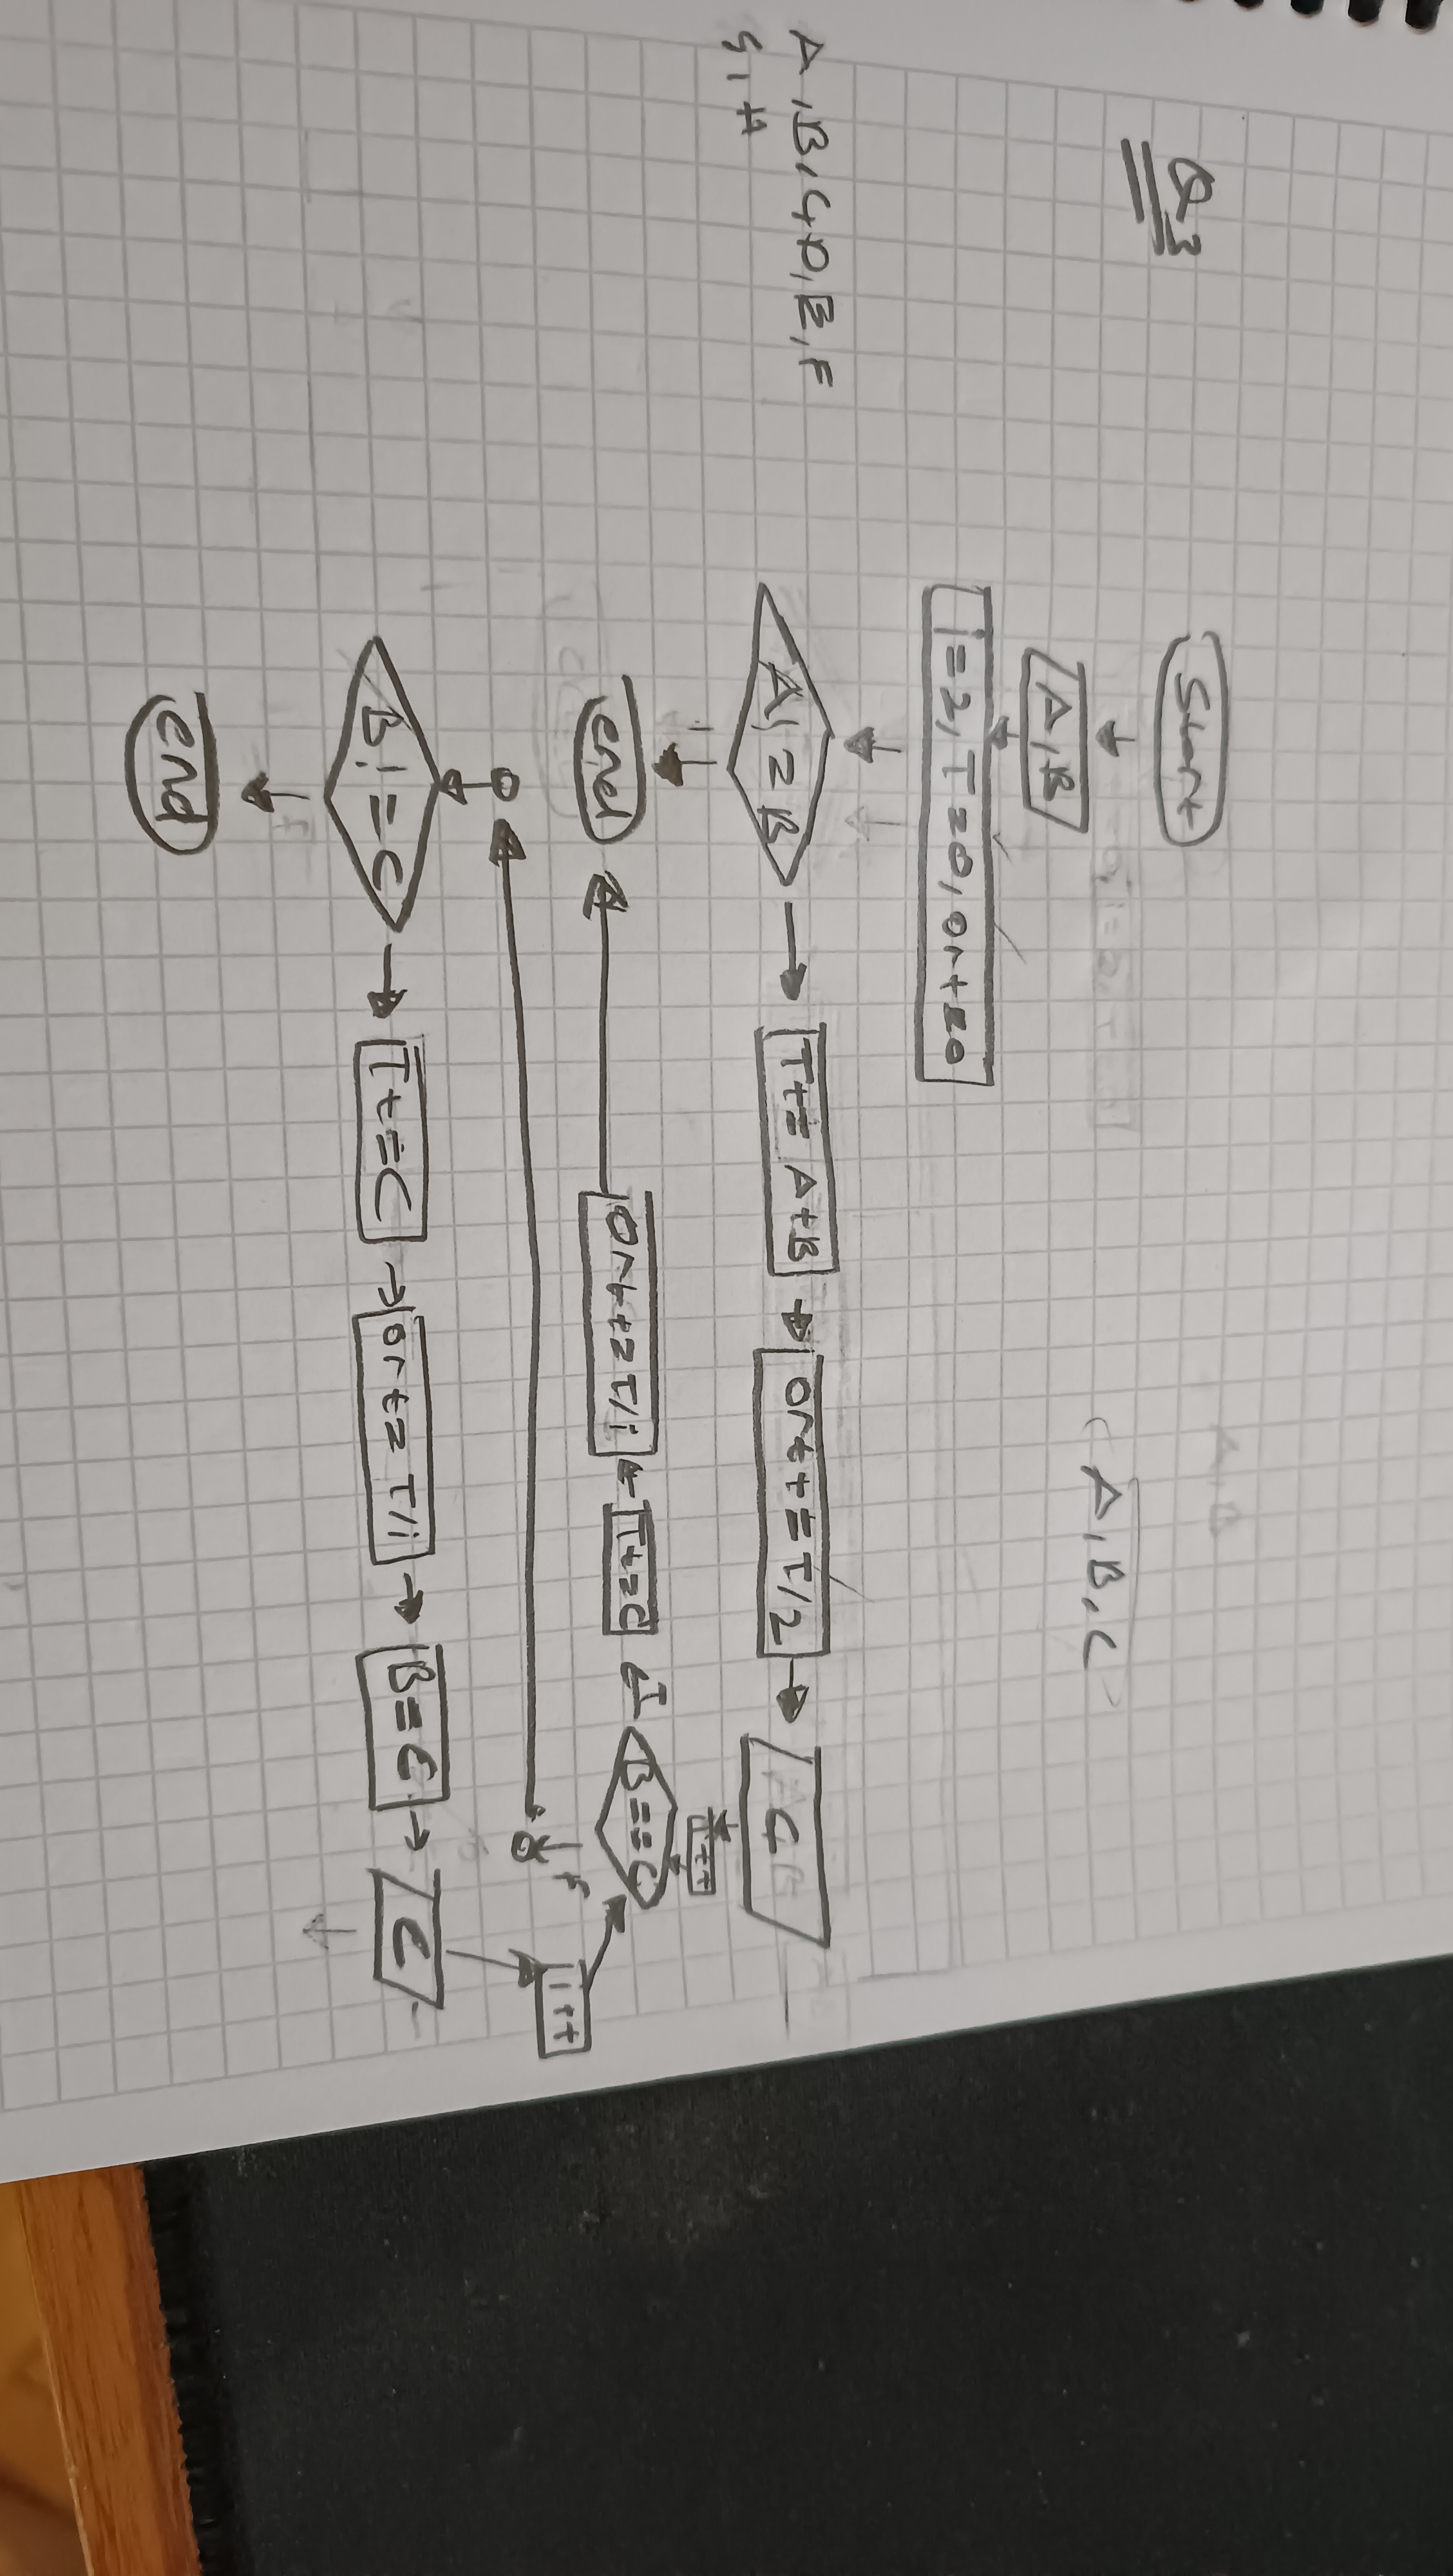 Q3
Start
A,B
A,B,C
i=2, T=0, ort=0
A,B,C,D,E,F
G,H
A!=B
T+=A+B
ort+=T/2
C
i++
end
ort+=T/i
T+=C
T
B==C
F
i++
B!=C
T+=C
ort=T/i
B=C
C
F
end